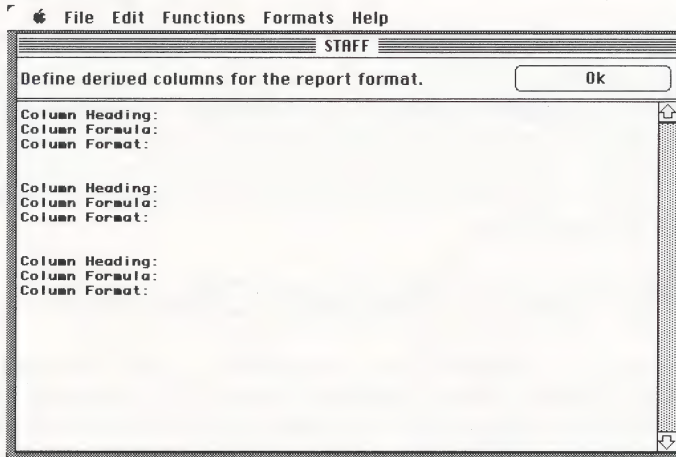 File Edit Functions Formats Help
STAFF
Define derived columns for the report format.
Ok
Column Heading:
Column Formula:
Column Format:
Column Heading:
Column Formula:
Column Format:
Column Heading:
Column Formula:
Column Format: